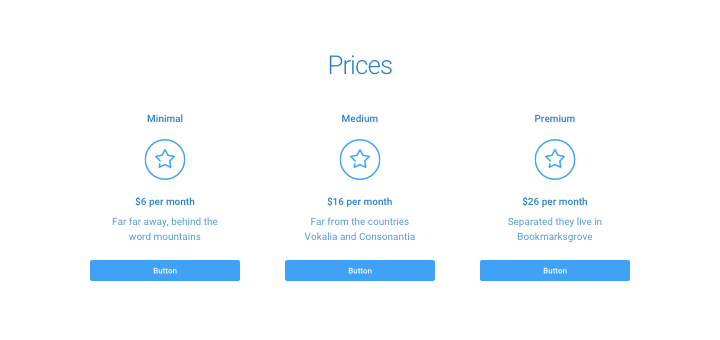 Prices
Minimal
$6 per month
Far far away, behind the
word mountains
Button
Medium
$16 per month
Far from the countries
Vokalia and Consonantia
Button
Premium
$26 per month
Separated they live in
Bookmarksgrove
Button